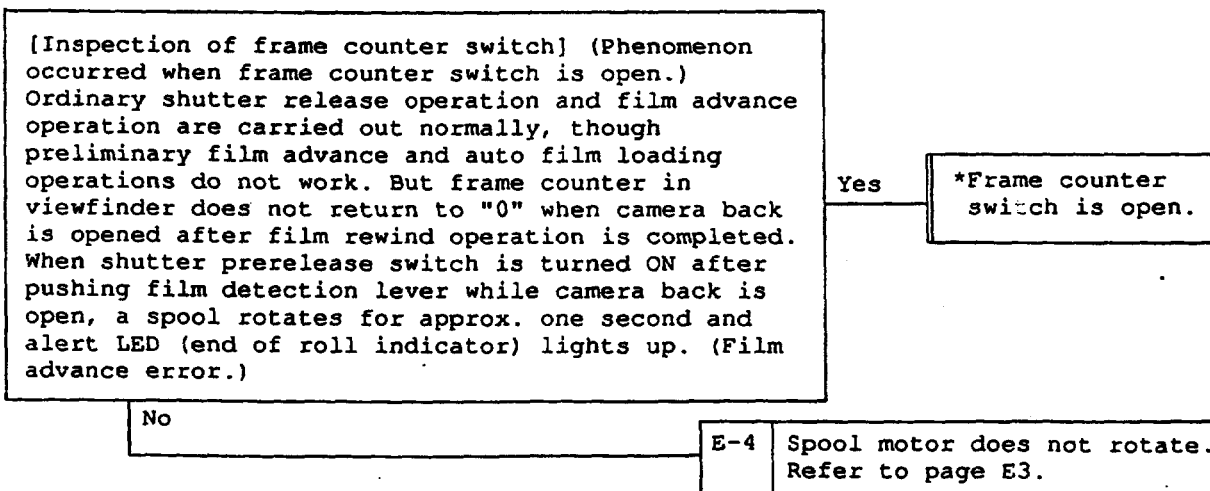 [Inspection of frame counter switch] (Phenomenon
occurred when frame counter switch is open.)
Ordinary shutter release operation and film advance
operation are carried out normally, though
preliminary film advance and auto film loading
operations do not work. But frame counter in
viewfinder does not return to "0" when camera back
is opened after film rewind operation is completed.
When shutter prerelease switch is turned ON after
pushing film detection lever while camera back is
open, a spool rotates for approx. one second and
alert LED (end of roll indicator) lights up. (Film
advance error.)
Yes
*Frame counter
switch is open.
No
E-4 Spool motor does not rotate.
Refer to page E3.